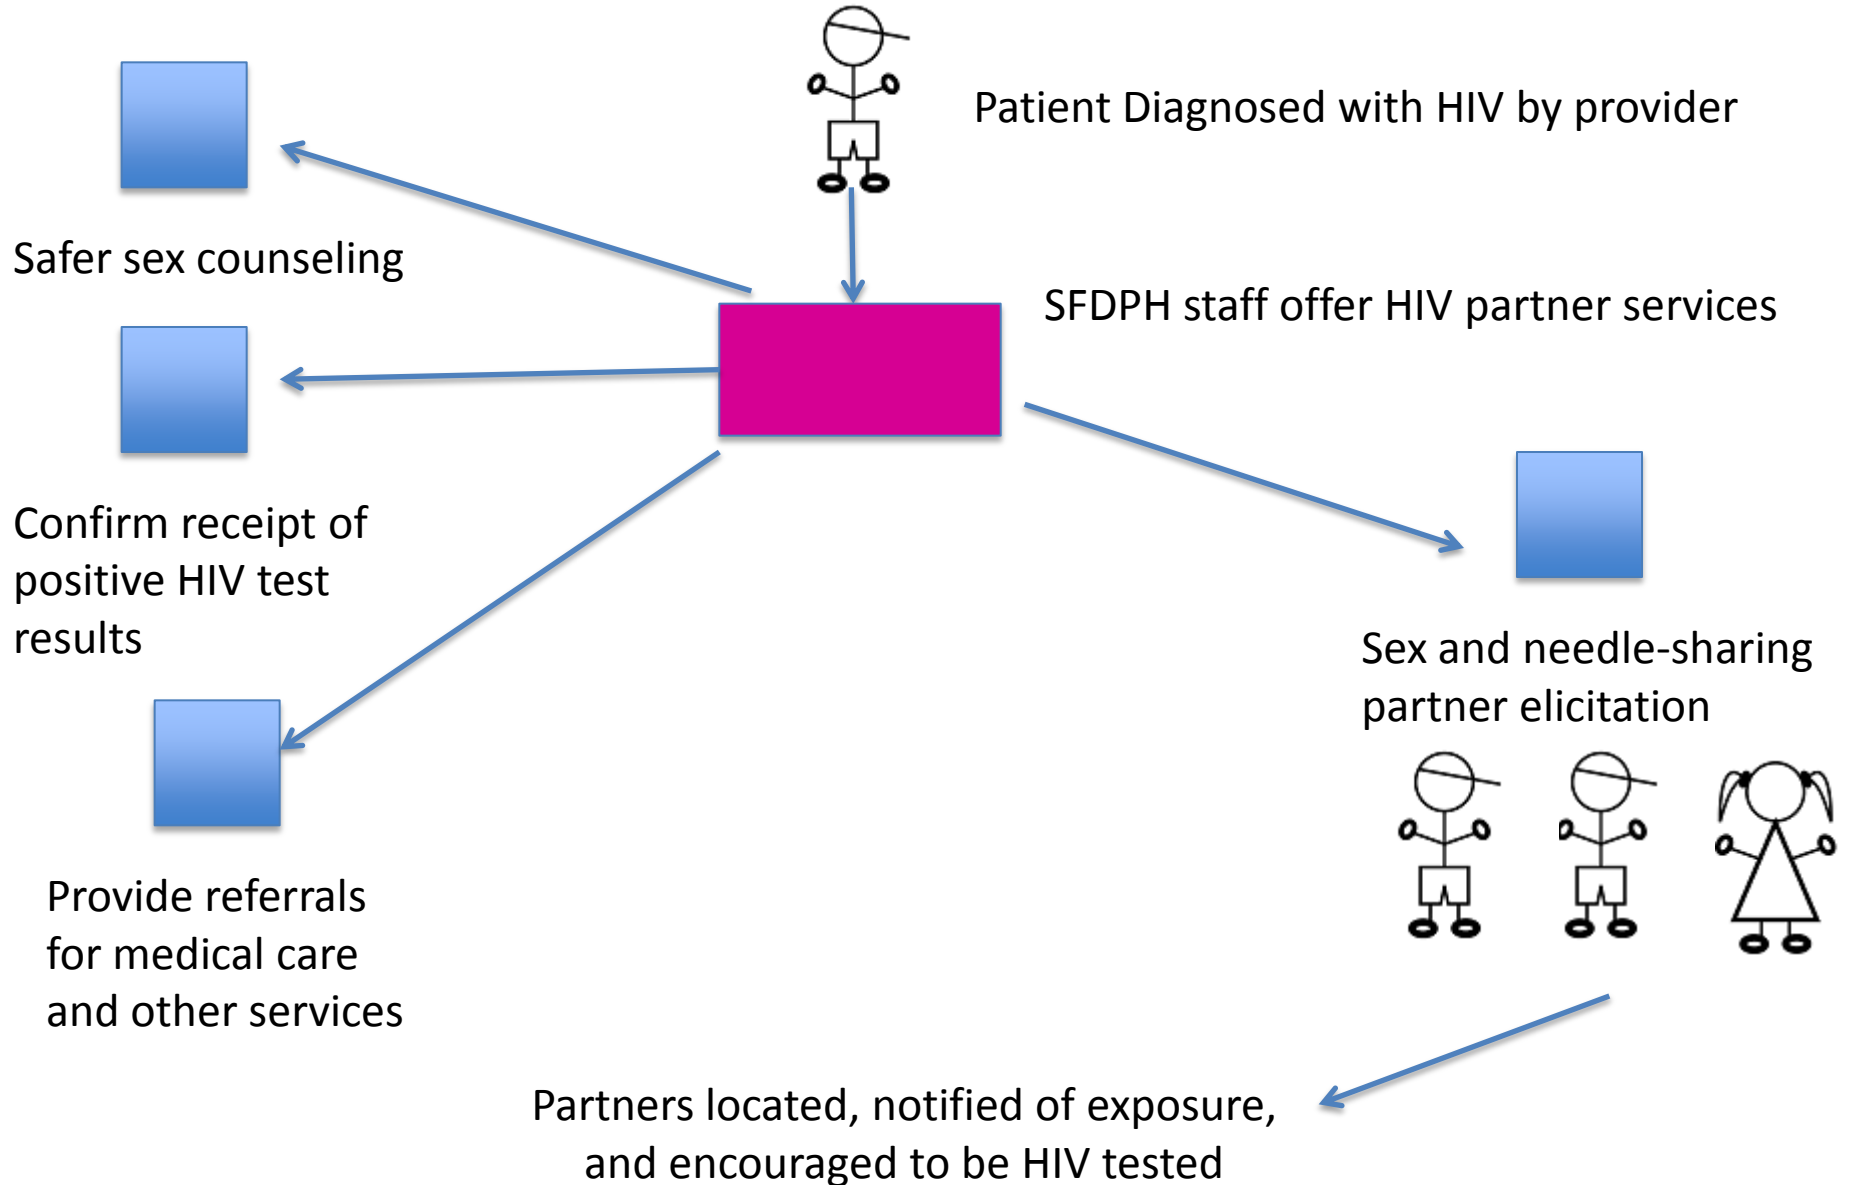 Patient Diagnosed with HIV by provider
Safer sex counseling
SFDPH staff offer HIV partner services
Confirm receipt of
positive HIV test
results
Sex and needle-sharing
partner elicitation
Provide referrals
for medical care
and other services
Partners located, notified of exposure,
and encouraged to be HIV tested